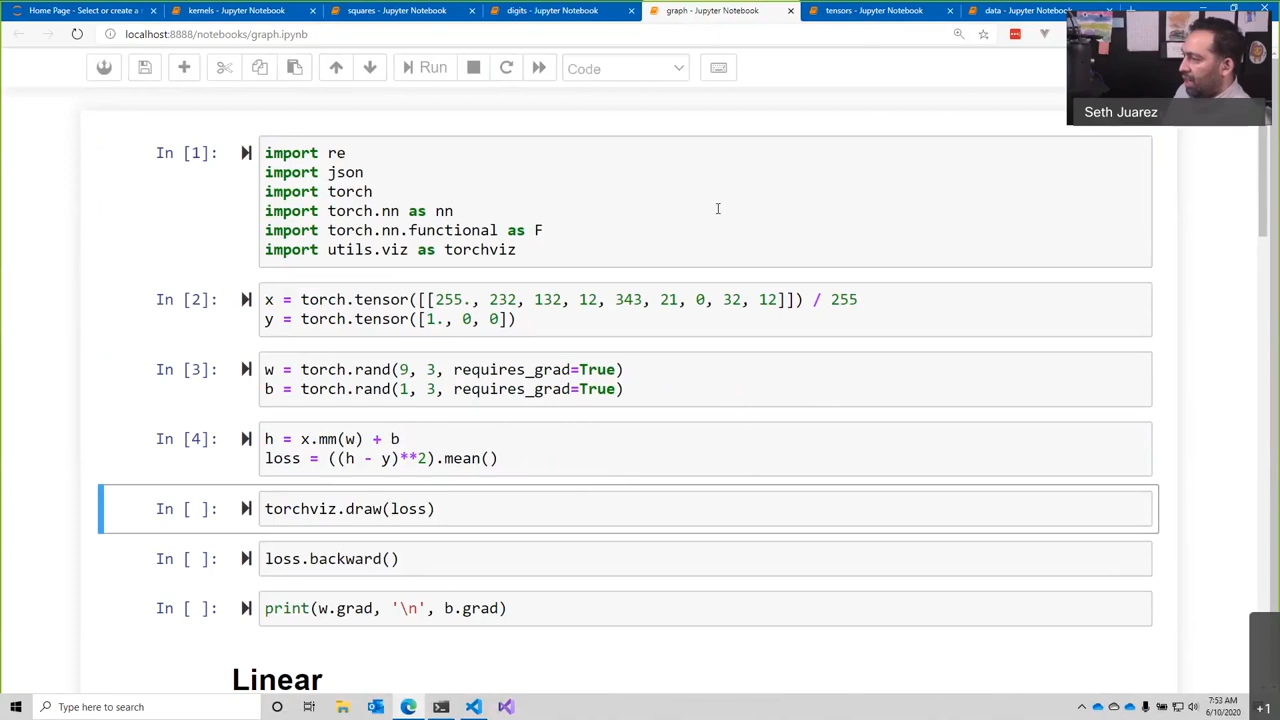 Home Page - Select or create a n
kernels - Jupyter Notebook
squares - Jupyter Notebook
digits - Jupyter Notebook
graph - Jupyter Notebook
tensors - Jupyter Notebook
data - Jupyter Notebook
localhost:8888/notebooks/graph.ipynb
Run
Code
Seth Juarez
In [1]:
import re
import json
import torch
import torch.nn as nn
import torch.nn.functional as F
import utils.viz as torchviz
In [2]:
x = torch.tensor([[255., 232, 132, 12, 343, 21, 0, 32, 12]]) / 255
y = torch.tensor([1., 0, 0])
In [3]:
w = torch.rand(9, 3, requires_grad=True)
b = torch.rand(1, 3, requires_grad=True)
In [4]:
h = x.mm(w) + b
loss = ((h - y)**2).mean()
In [ ]:
torchviz.draw(loss)
In [ ]:
loss.backward()
In [ ]:
print(w.grad, '\n', b.grad)
Linear
Type here to search
7:53 AM
6/10/2020
+1